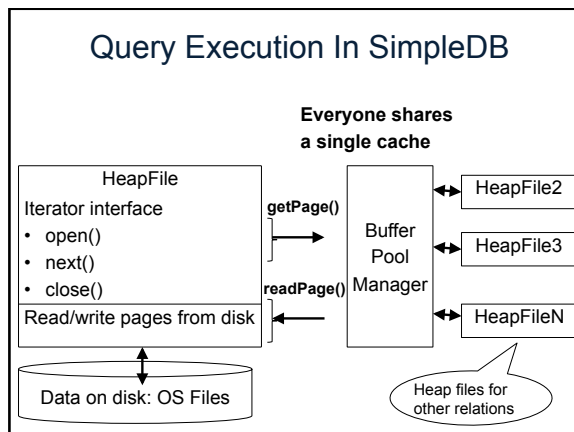 Query Execution In SimpleDB
Everyone shares
a single cache
HeapFile
Iterator interface
• open()
• next()
• close()
Read/write pages from disk
Data on disk: OS Files
getPage()
readPage()
Buffer
Pool
Manager
HeapFile2
HeapFile3
HeapFileN
Heap files for
other relations